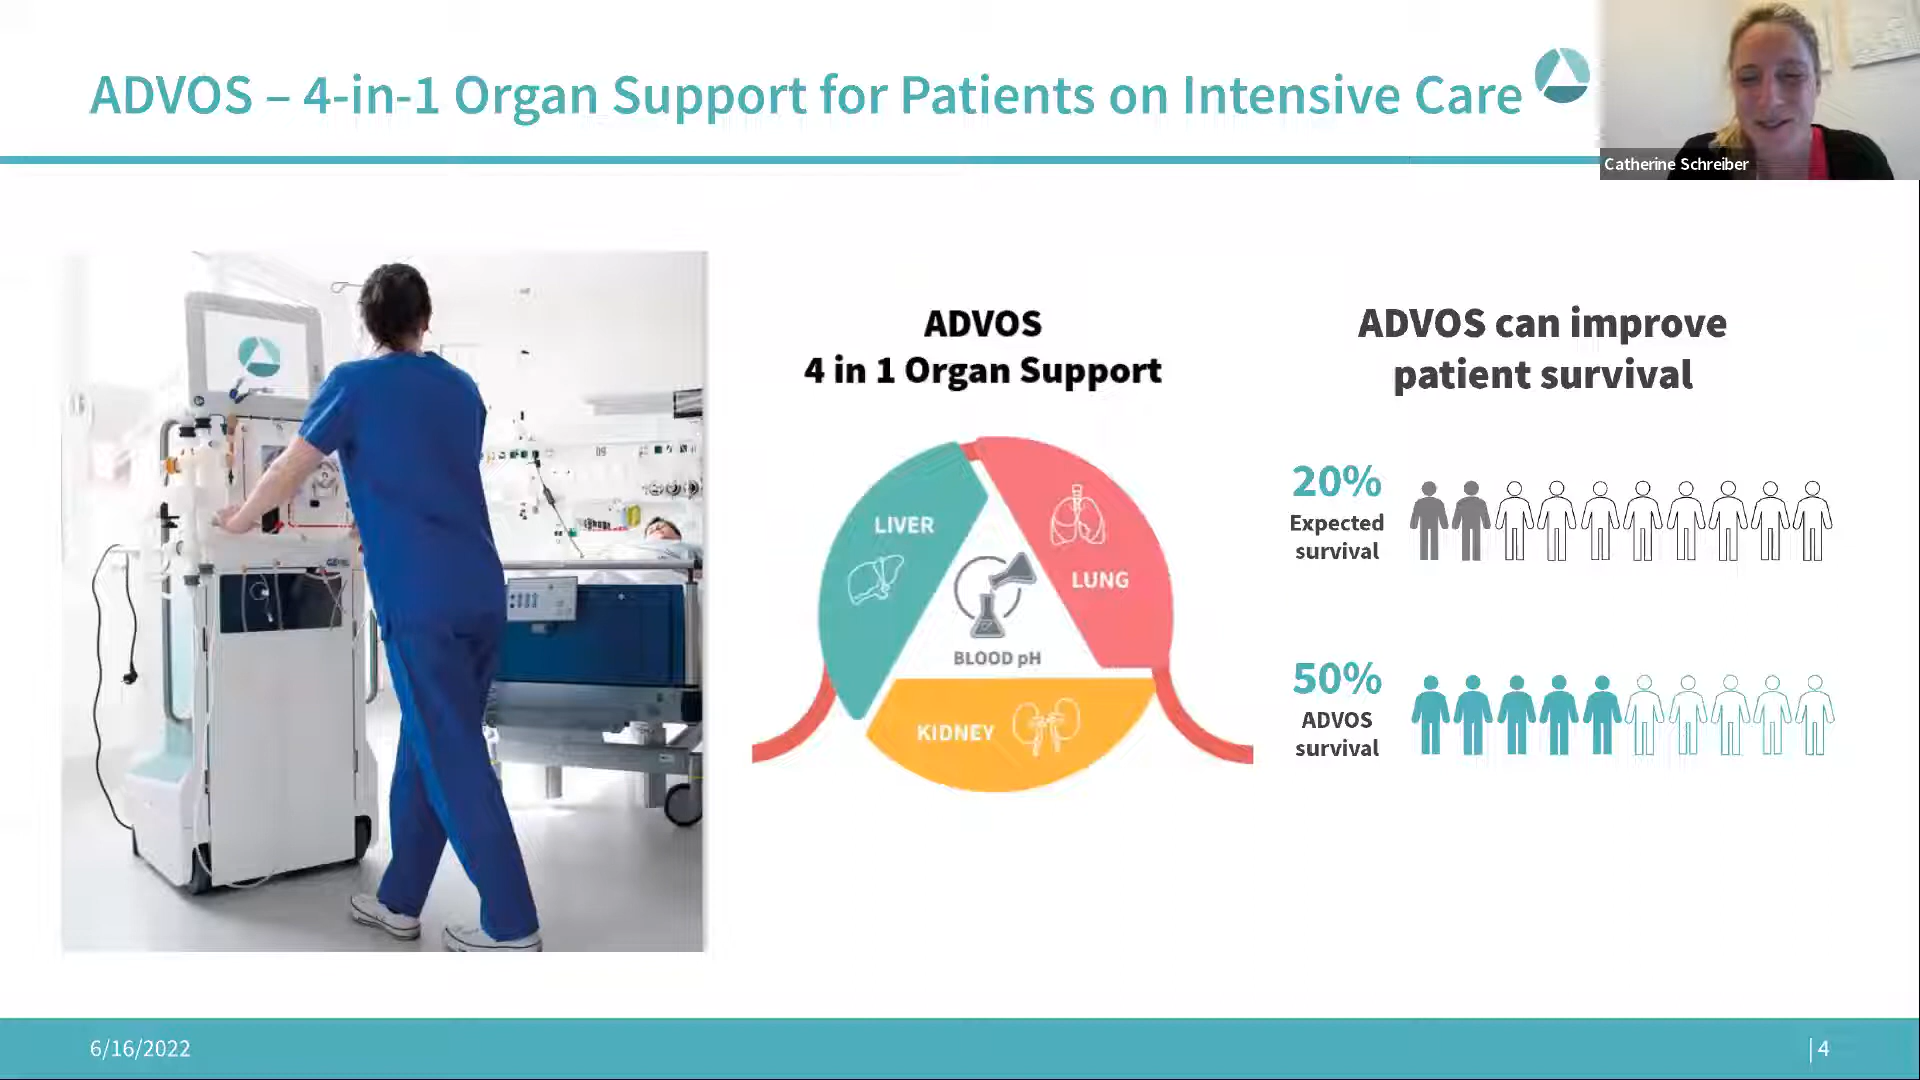 ADVOS – 4-in-1 Organ Support for Patients on Intensive Care
Catherine Schreiber
ADVOS
4 in 1 Organ Support
LIVER
LUNG
BLOOD pH
KIDNEY
ADVOS can improve
patient survival
20%
Expected
survival
50%
ADVOS
survival
6/16/2022
|4